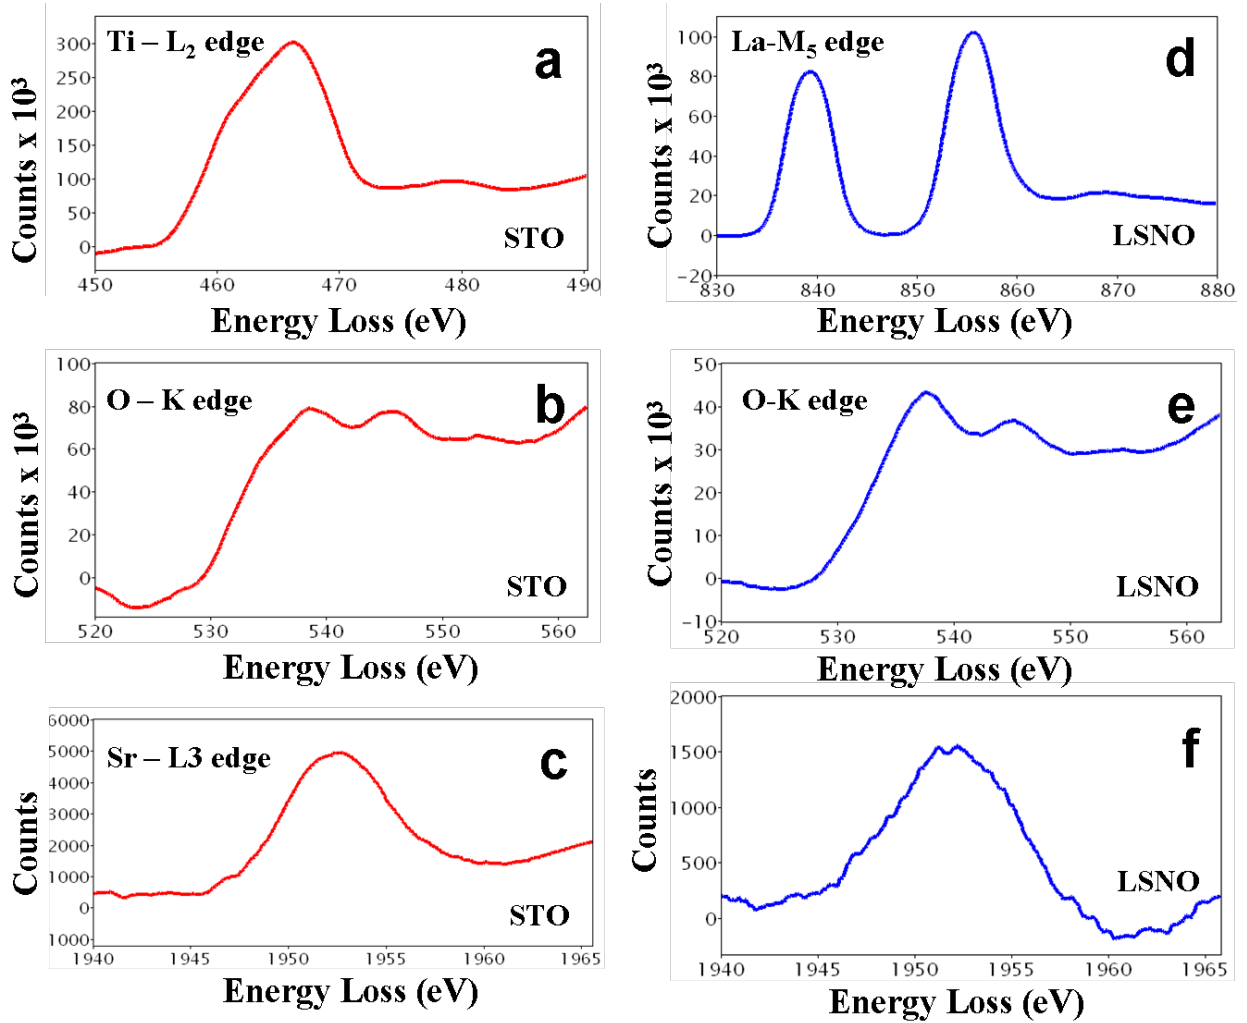 Ti – L2 edge
a
Counts x 10³
300
250
200
150
100
50
0
STO
450 460 470 480 490
Energy Loss (eV)
La-M5 edge
d
Counts x 10³
100
80
60
40
20
0
-20
LSNO
830 840 850 860 870 880
Energy Loss (eV)
O – K edge
b
Counts x 10³
100
80
60
40
20
0
STO
520 530 540 550 560
Energy Loss (eV)
O-K edge
e
Counts x 10³
50
40
30
20
10
0
-10
LSNO
520 530 540 550 560
Energy Loss (eV)
Sr – L3 edge
c
Counts
6000
5000
4000
3000
2000
1000
0
1000
STO
1940 1945 1950 1955 1960 1965
Energy Loss (eV)
f
Counts
2000
1500
1000
500
0
LSNO
1940 1945 1950 1955 1960 1965
Energy Loss (eV)